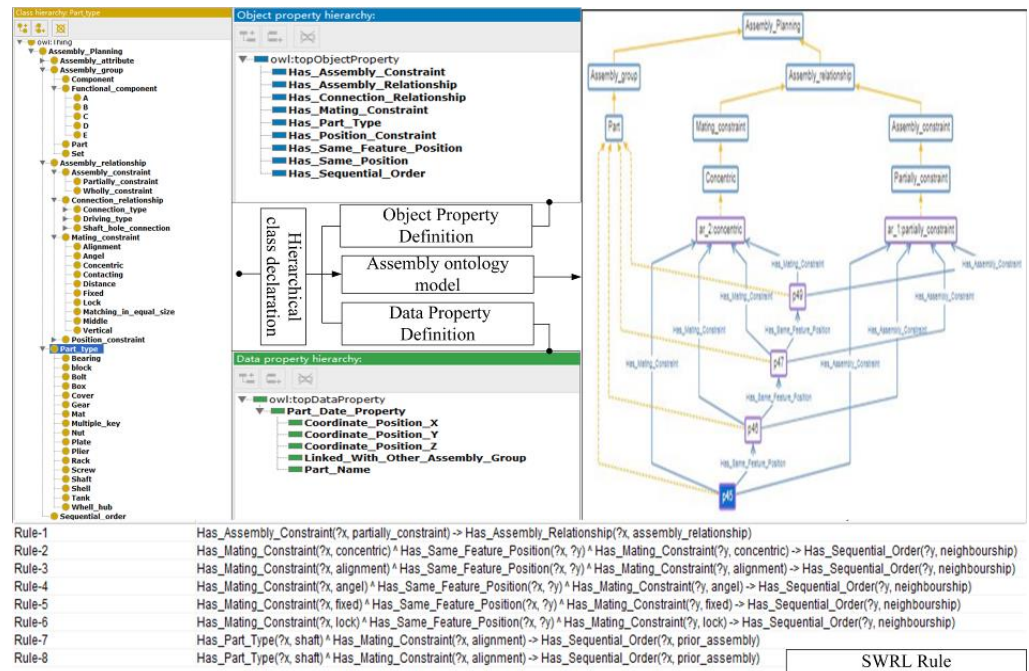 Class hierarchy: Part_type
owl:Thing
Assembly_Planning
Assembly_attribute
Assembly_group
Component
Functional_component
A
B
C
D
E
Part
Set
Assembly_relationship
Assembly_constraint
Partially_constraint
Wholly_constraint
Connection_relationship
Connection_type
Driving_type
Shaft_hole_connection
Mating_constraint
Alignment
Angel
Concentric
Contacting
Distance
Fixed
Lock
Matching_in_equal_size
Middle
Vertical
Position_constraint
Part_type
Bearing
block
Bolt
Box
Cover
Gear
Mat
Multiple_key
Nut
Plate
Plier
Rack
Screw
Shaft
Shell
Tank
Whell_hub
Sequential_order
Object property hierarchy:
owl:topObjectProperty
Has_Assembly_Constraint
Has_Assembly_Relationship
Has_Connection_Relationship
Has_Mating_Constraint
Has_Part_Type
Has_Position_Constraint
Has_Same_Feature_Position
Has_Same_Position
Has_Sequential_Order
Hierarchical
class declaration
Object Property
Definition
Assembly ontology
model
Data Property
Definition
Data property hierarchy:
owl:topDataProperty
Part_Date_Property
Coordinate_Position_X
Coordinate_Position_Y
Coordinate_Position_Z
Linked_With_Other_Assembly_Group
Part_Name
Assembly_Planning
Assembly_group
Assembly_relationship
Part
Mating_constraint
Assembly_constraint
Concentric
Partially_constraint
ar_2:concentric
ar_1:partially_constraint
Has_Mating_Constraint
Has_Assembly_Constraint
p49
Has_Mating_Constraint
Has_Assembly_Constraint
Has_Same_Feature_Position
Has_Mating_Constraint
Has_Assembly_Constraint
p47
Has_Mating_Constraint
Has_Assembly_Constraint
Has_Same_Feature_Position
p46
Has_Same_Feature_Position
p45
Rule-1 Has_Assembly_Constraint(?x, partially_constraint) -> Has_Assembly_Relationship(?x, assembly_relationship)
Rule-2 Has_Mating_Constraint(?x, concentric) ^ Has_Same_Feature_Position(?x, ?y) ^ Has_Mating_Constraint(?y, concentric) -> Has_Sequential_Order(?y, neighbourship)
Rule-3 Has_Mating_Constraint(?x, alignment) ^ Has_Same_Feature_Position(?x, ?y) ^ Has_Mating_Constraint(?y, alignment) -> Has_Sequential_Order(?y, neighbourship)
Rule-4 Has_Mating_Constraint(?x, angel) ^ Has_Same_Feature_Position(?x, ?y) ^ Has_Mating_Constraint(?y, angel) -> Has_Sequential_Order(?y, neighbourship)
Rule-5 Has_Mating_Constraint(?x, fixed) ^ Has_Same_Feature_Position(?x, ?y) ^ Has_Mating_Constraint(?y, fixed) -> Has_Sequential_Order(?y, neighbourship)
Rule-6 Has_Mating_Constraint(?x, lock) ^ Has_Same_Feature_Position(?x, ?y) ^ Has_Mating_Constraint(?y, lock) -> Has_Sequential_Order(?y, neighbourship)
Rule-7 Has_Part_Type(?x, shaft) ^ Has_Mating_Constraint(?x, alignment) -> Has_Sequential_Order(?x, prior_assembly)
Rule-8 Has_Part_Type(?x, shaft) ^ Has_Mating_Constraint(?x, alignment) -> Has_Sequential_Order(?x, prior_assembly)
SWRL Rule